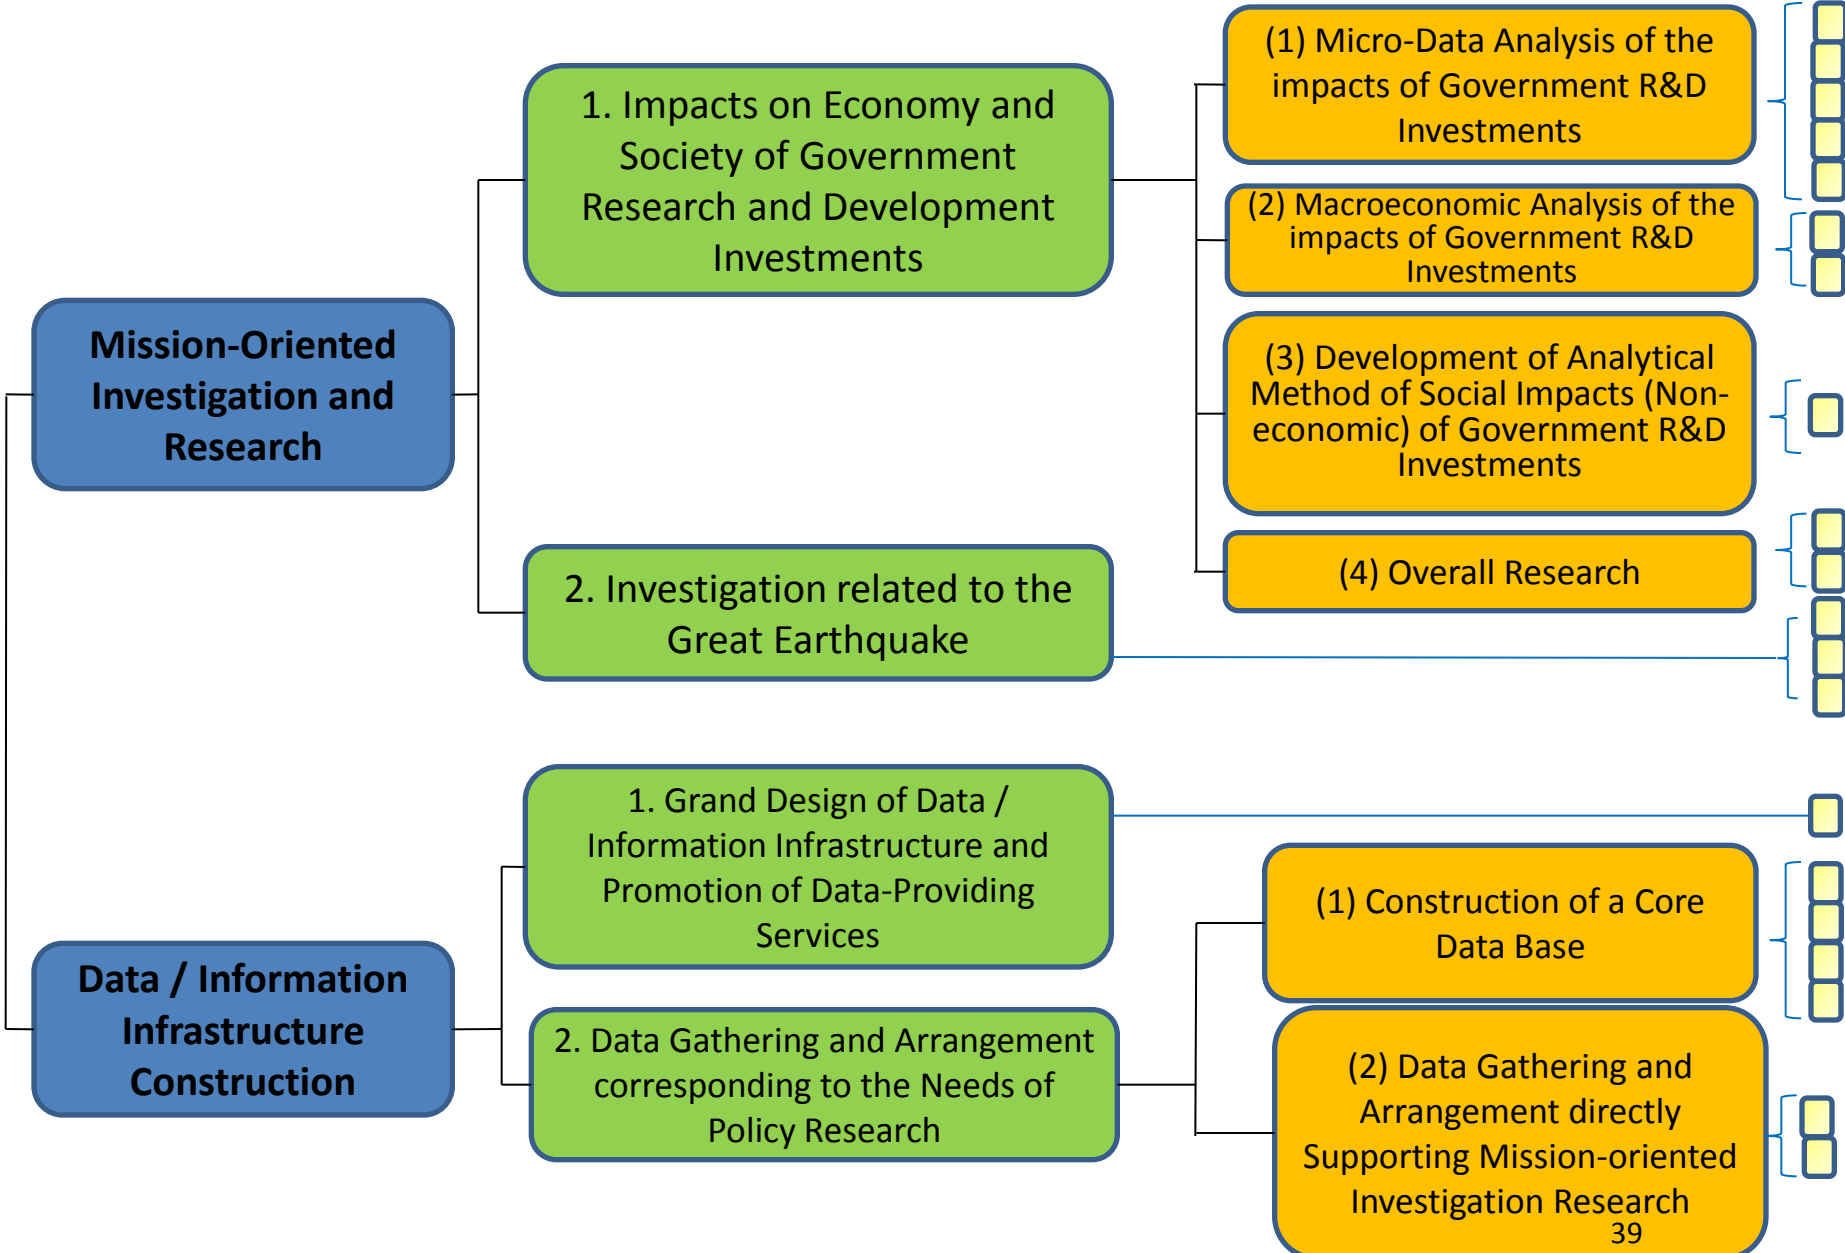 Mission-Oriented
Investigation and
Research
1. Impacts on Economy and
Society of Government
Research and Development
Investments
(1) Micro-Data Analysis of the
impacts of Government R&D
Investments
(2) Macroeconomic Analysis of the
impacts of Government R&D
Investments
(3) Development of Analytical
Method of Social Impacts (Non-
economic) of Government R&D
Investments
(4) Overall Research
2. Investigation related to the
Great Earthquake
Data / Information
Infrastructure
Construction
1. Grand Design of Data /
Information Infrastructure and
Promotion of Data-Providing
Services
2. Data Gathering and Arrangement
corresponding to the Needs of
Policy Research
(1) Construction of a Core
Data Base
(2) Data Gathering and
Arrangement directly
Supporting Mission-oriented
Investigation Research
39